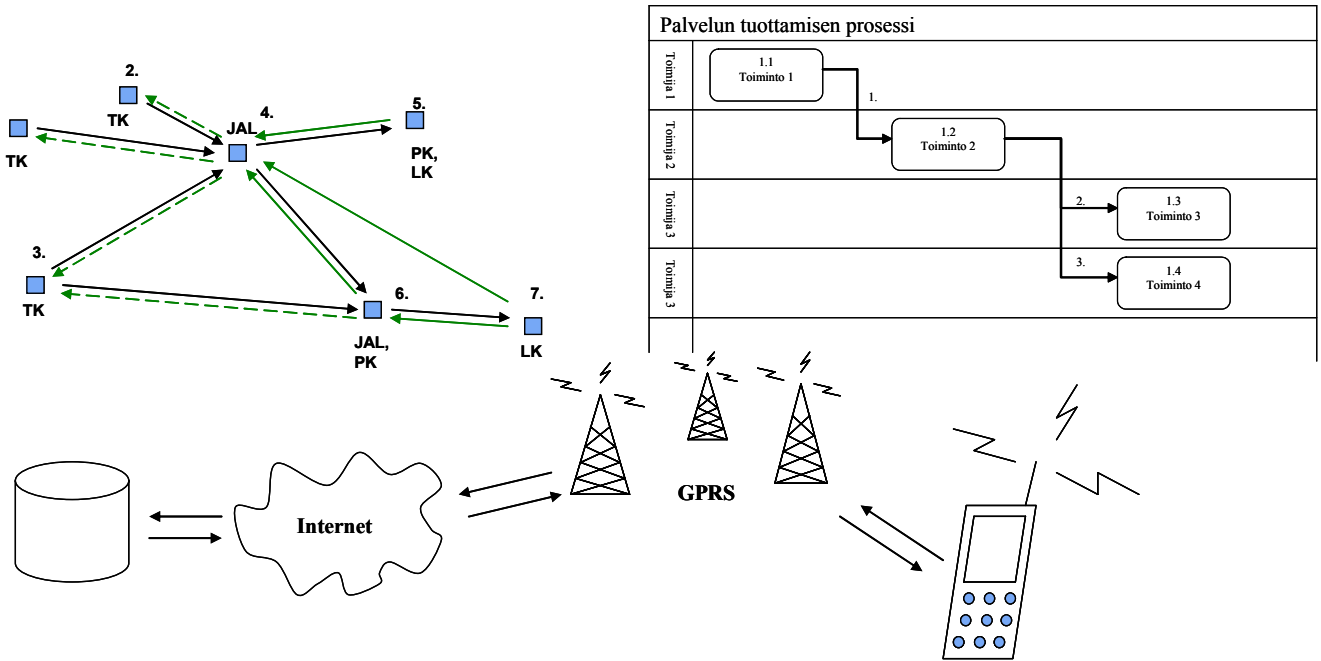 2.
TK
TK
JAL
4.
5.
PK,
LK
3.
TK
6.
JAL,
PK
7.
LK
Palvelun tuottamisen prosessi
Toimija 1
1.1
Toiminto 1
1.
Toimija 2
1.2
Toiminto 2
Toimija 3
2.
1.3
Toiminto 3
Toimija 3
3.
1.4
Toiminto 4
Internet
GPRS